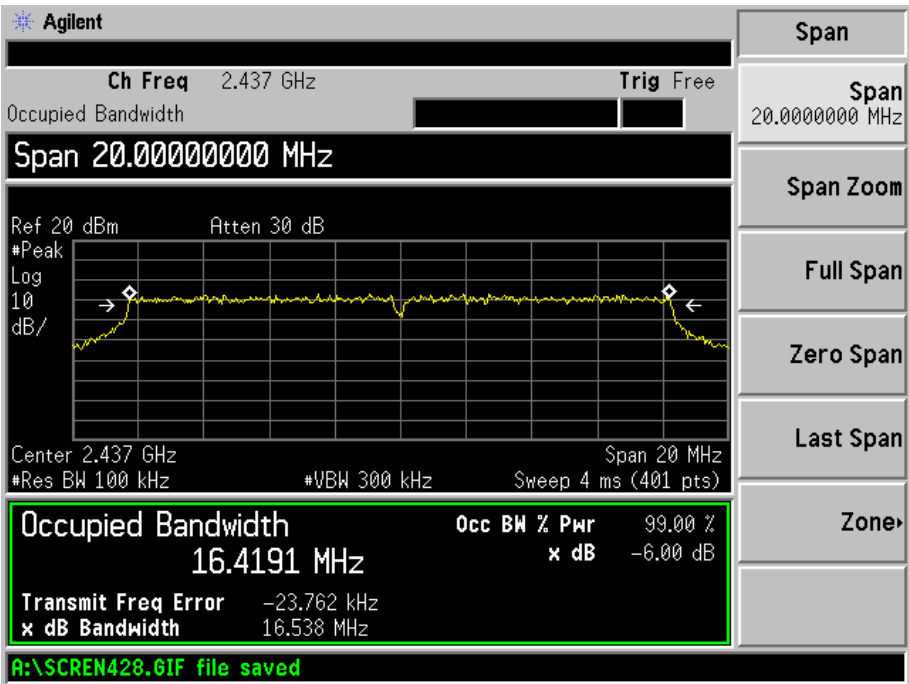 Agilent
Span
Ch Freq 2.437 GHz Trig Free
Occupied Bandwidth
Span 20.00000000 MHz
Ref 20 dBm Atten 30 dB
#Peak
Log
10
dB/
Center 2.437 GHz Span 20 MHz
#Res BW 100 kHz #VBW 300 kHz Sweep 4 ms (401 pts)
Occupied Bandwidth
16.4191 MHz
Occ BW % Pwr 99.00 %
x dB -6.00 dB
Transmit Freq Error -23.762 kHz
x dB Bandwidth 16.538 MHz
A:\SCREN428.GIF file saved
Span
20.0000000 MHz
Span Zoom
Full Span
Zero Span
Last Span
Zone